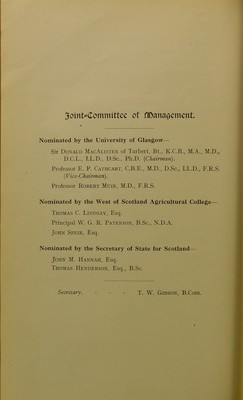 Joint-Committee of Management.
Nominated by the University of Glasgow—
Sir Donald MacAlister of Tarbert, Bt., K.C.B., M.A., M.D.,
D.C.L., LL.D., D.Sc., Ph.D. (Chairman).
Professor E. P. Cathcart, C.B.E., M.D., D.Sc., LL.D., F.R.S.
(Vice-Chairman).
Professor Robert Muir, M.D., F.R.S.
Nominated by the West of Scotland Agricultural College—
Thomas C. Lindsay, Esq.
Principal W. G. R. Paterson, B.Sc., N.D.A.
John Speir, Esq.
Nominated by the Secretary of State for Scotland—
John M. Hannah, Esq.
Thomas Henderson, Esq., B.Sc.
Secretary. - - - T. W. Gibson, B.Com.